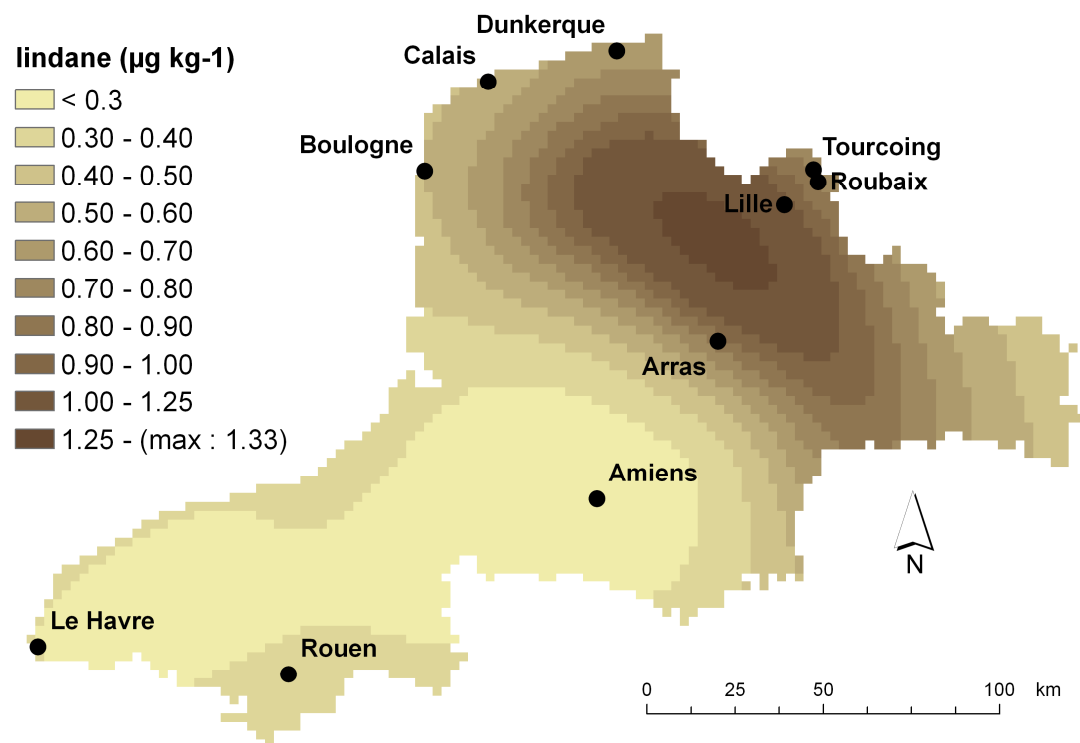 Dunkerque
Calais
lindane (µg kg-1)
< 0.3
0.30 - 0.40
0.40 - 0.50
0.50 - 0.60
0.60 - 0.70
0.70 - 0.80
0.80 - 0.90
0.90 - 1.00
1.00 - 1.25
1.25 - (max : 1.33)
Boulogne
Tourcoing
Roubaix
Lille
Arras
Amiens
N
Le Havre
Rouen
0 25 50 100 km